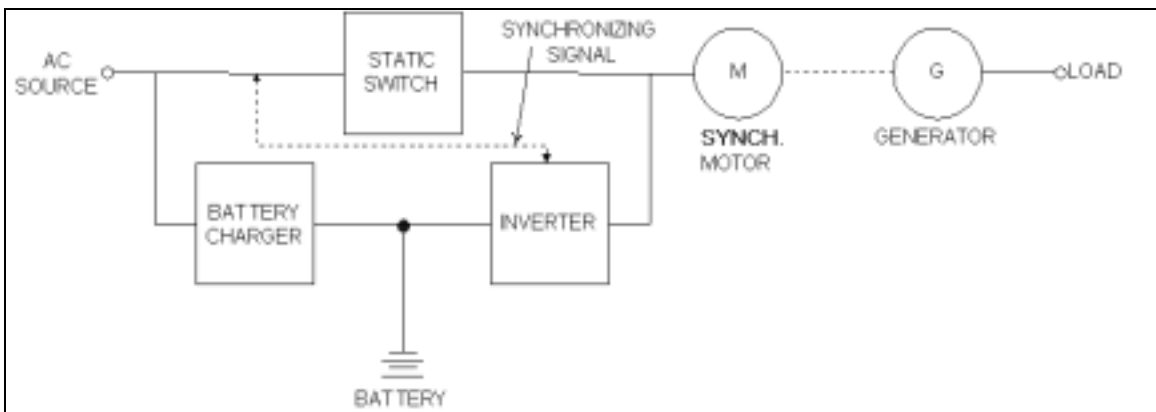 AC
SOURCE
STATIC
SWITCH
SYNCHRONIZING
SIGNAL
M
SYNCH.
MOTOR
G
GENERATOR
LOAD
BATTERY
CHARGER
INVERTER
BATTERY